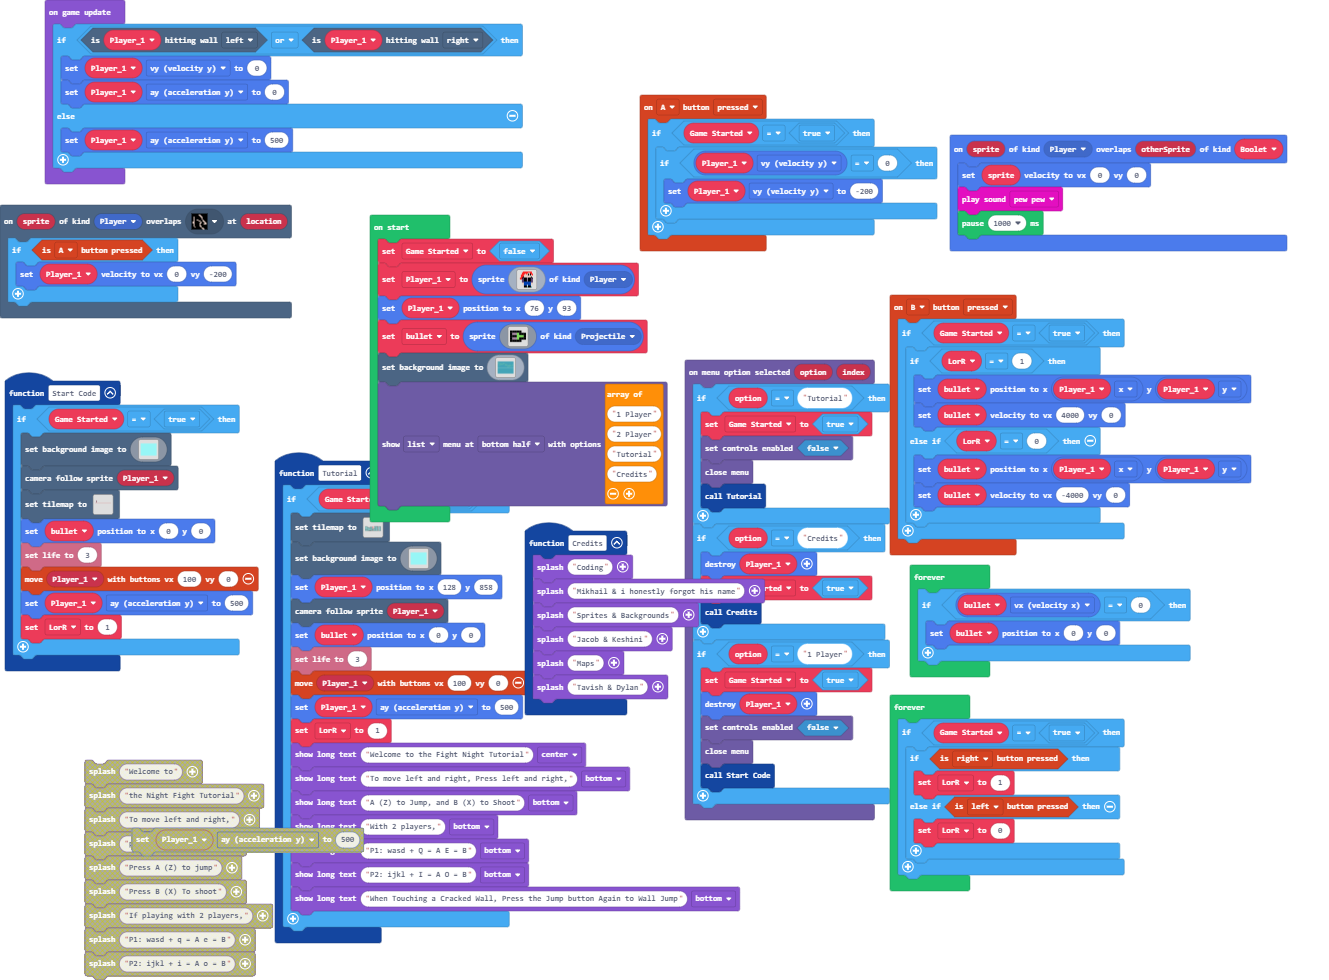 on game update
if is Player_1 hitting wall left or is Player_1 hitting wall right then
set Player_1 vy (velocity y) to 0
set Player_1 ay (acceleration y) to 0
else
set Player_1 ay (acceleration y) to 500
on sprite of kind Player overlaps at location
if is A button pressed then
set Player_1 velocity to vx 0 vy -200
on A button pressed
if Game Started = true then
if Player_1 vy (velocity y) = 0 then
set Player_1 vy (velocity y) to -200
on sprite of kind Player overlaps otherSprite of kind Boolet
set sprite velocity to vx 0 vy 0
play sound pew pew
pause 1000 ms
on start
set Game Started to false
set Player_1 to sprite of kind Player
set Player_1 position to x 76 y 93
set bullet to sprite of kind Projectile
set background image to
show list menu at bottom half with options
array of
"1 Player"
"2 Player"
"Tutorial"
"Credits"
on B button pressed
if Game Started = true then
if LorR = 1 then
set bullet position to x Player_1 x y Player_1 y
set bullet velocity to vx 4000 vy 0
else if LorR = 0 then
set bullet position to x Player_1 x y Player_1 y
set bullet velocity to vx -4000 vy 0
function Start Code
if Game Started = true then
set background image to
camera follow sprite Player_1
set tilemap to
set bullet position to x 0 y 0
set life to 3
move Player_1 with buttons vx 100 vy 0
set Player_1 ay (acceleration y) to 500
set LorR to 1
function Tutorial
if Game Start
set tilemap to
set background image to
set Player_1 position to x 128 y 858
camera follow sprite Player_1
set bullet position to x 0 y 0
set life to 3
move Player_1 with buttons vx 100 vy 0
set Player_1 ay (acceleration y) to 500
set LorR to 1
show long text "Welcome to the Fight Night Tutorial" center
show long text "To move left and right, Press left and right," bottom
show long text "A (Z) to Jump, and B (X) to Shoot" bottom
show long text "With 2 players," bottom
"P1: wasd + Q = A E = B" bottom
show long text "P2: ijkl + I = A O = B" bottom
show long text "When Touching a Cracked Wall, Press the Jump button Again to Wall Jump" bottom
function Credits
splash "Coding"
splash "Mikhail & i honestly forgot his name"
splash "Sprites & Backgrounds"
splash "Jacob & Keshini"
splash "Maps"
splash "Tavish & Dylan"
on menu option selected option index
if option = "Tutorial" then
set Game Started to true
set controls enabled false
close menu
call Tutorial
if option = "Credits" then
destroy Player_1
rted to true
call Credits
if option = "1 Player" then
set Game Started to true
destroy Player_1
set controls enabled false
close menu
call Start Code
forever
if bullet vx (velocity x) = 0 then
set bullet position to x 0 y 0
forever
if Game Started = true then
if is right button pressed then
set LorR to 1
else if is left button pressed then
set LorR to 0
splash "Welcome to"
splash "the Night Fight Tutorial"
splash "To move left and right,"
splash
set Player_1 ay (acceleration y) to 500
splash "Press A (Z) to jump"
splash "Press B (X) To shoot"
splash "If playing with 2 players,"
splash "P1: wasd + q = A e = B"
splash "P2: ijkl + i = A o = B"